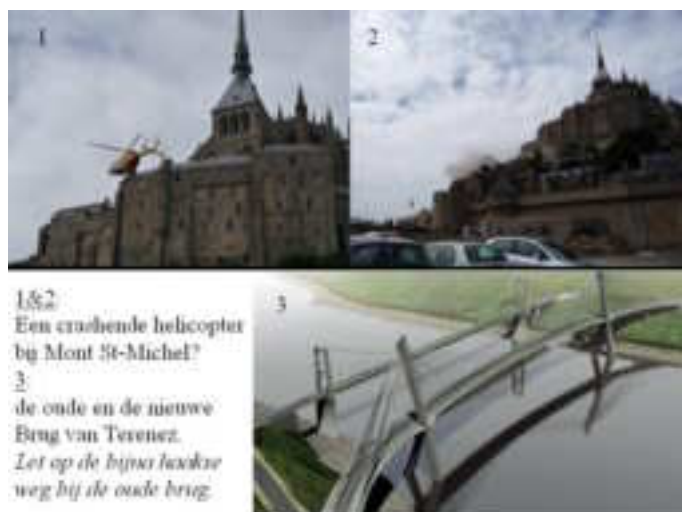 1
2
1&2
Een crashende helicopter
bij Mont St-Michel?
3
3
de oude en de nieuwe
Brug van Terenez.
Let op de bijna haakse
weg bij de oude brug.